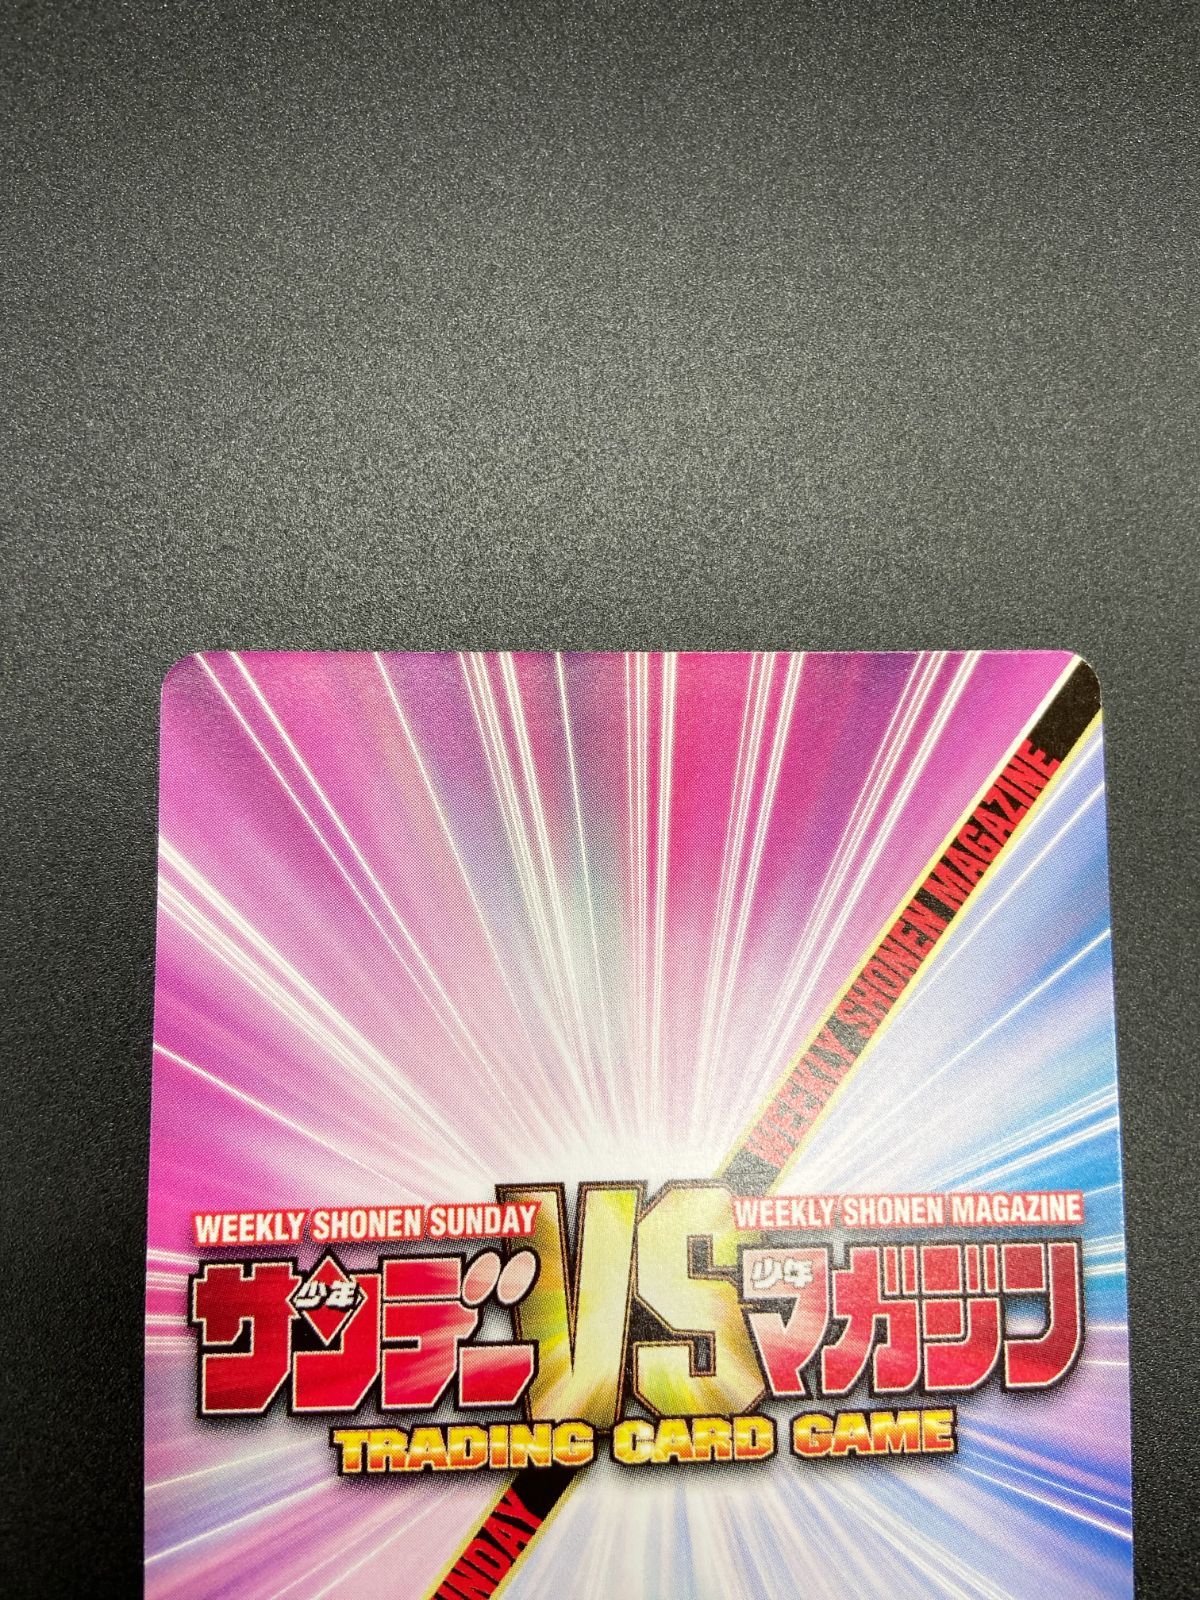 WEEKLY SHONEN MAGAZINE
WEEKLY SHONEN SUNDAY
少年
サンデー
VS
WEEKLY SHONEN MAGAZINE
少年
マガジン
TRADING CARD GAME
SUNDAY